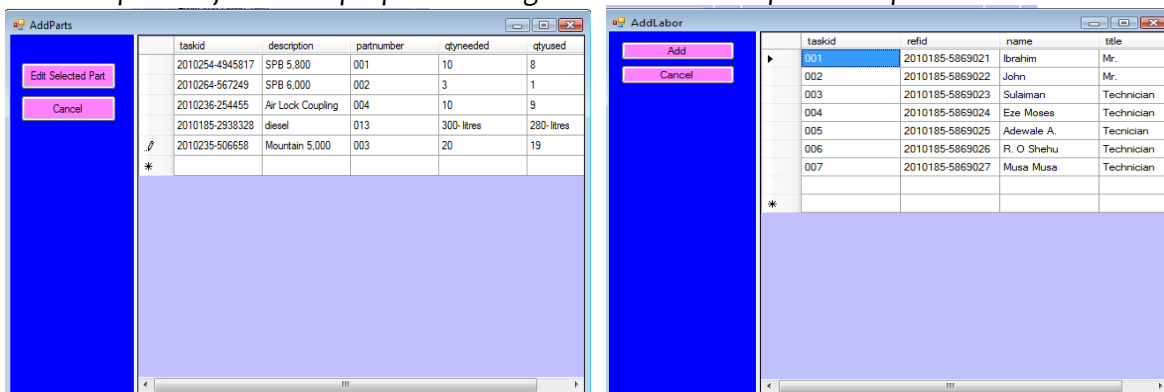 AddParts
Edit Selected Part
Cancel
taskid description partnumber qtyneeded qtyused
2010254-4945817 SPB 5,800 001 10 8
2010264-567249 SPB 6,000 002 3 1
2010236-254455 Air Lock Coupling 004 10 9
2010185-2938328 diesel 013 300- litres 280- litres
2010235-506658 Mountain 5,000 003 20 19
AddLabor
Add
Cancel
taskid refid name title
001 2010185-5869021 Ibrahim Mr.
002 2010185-5869022 John Mr.
003 2010185-5869023 Sulaiman Technician
004 2010185-5869024 Eze Moses Technician
005 2010185-5869025 Adewale A. Tecnician
006 2010185-5869026 R. O Shehu Technician
007 2010185-5869027 Musa Musa Technician